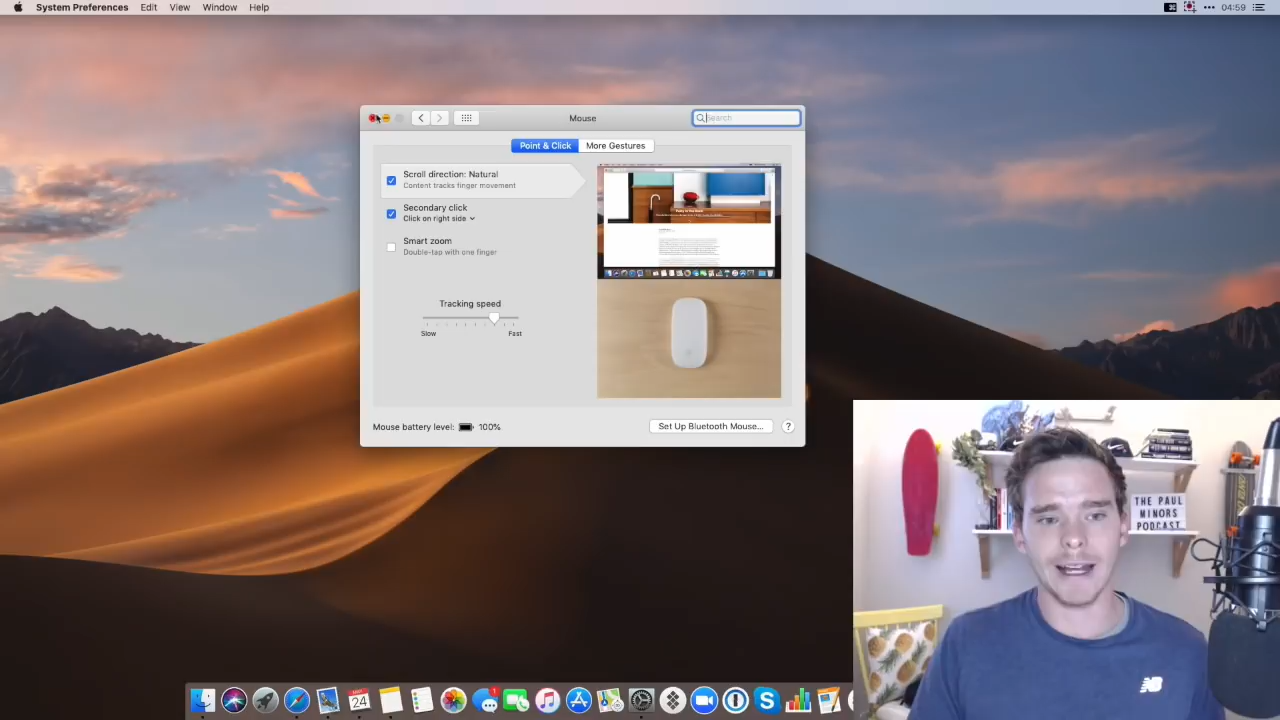 System Preferences Edit View Window Help
04:59
Mouse
Search
Point & Click More Gestures
Scroll direction: Natural
Content tracks finger movement
Secondary click
Click on right side
Smart zoom
Double-tap with one finger
Tracking speed
Slow Fast
Mouse battery level: 100%
Set Up Bluetooth Mouse... ?
24
1
THE PAUL
MINORS
PODCAST